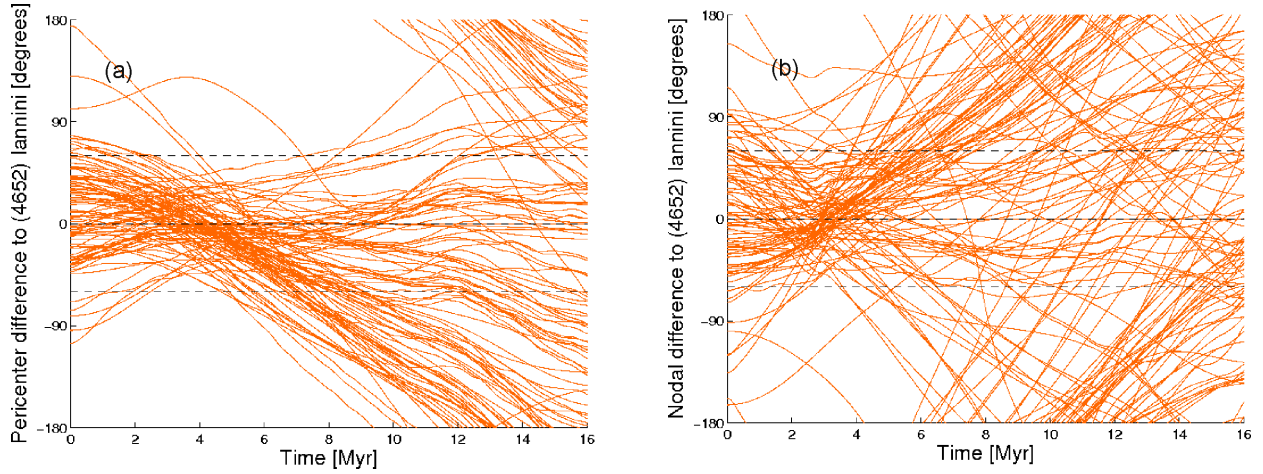 Pericenter difference to (4652) Iannini [degrees]
180
90
0
−90
−180
(a)
0 2 4 6 8 10 12 14 16
Time [Myr]
Nodal difference to (4652) Iannini [degrees]
180
90
0
−90
−180
(b)
0 2 4 6 8 10 12 14 16
Time [Myr]